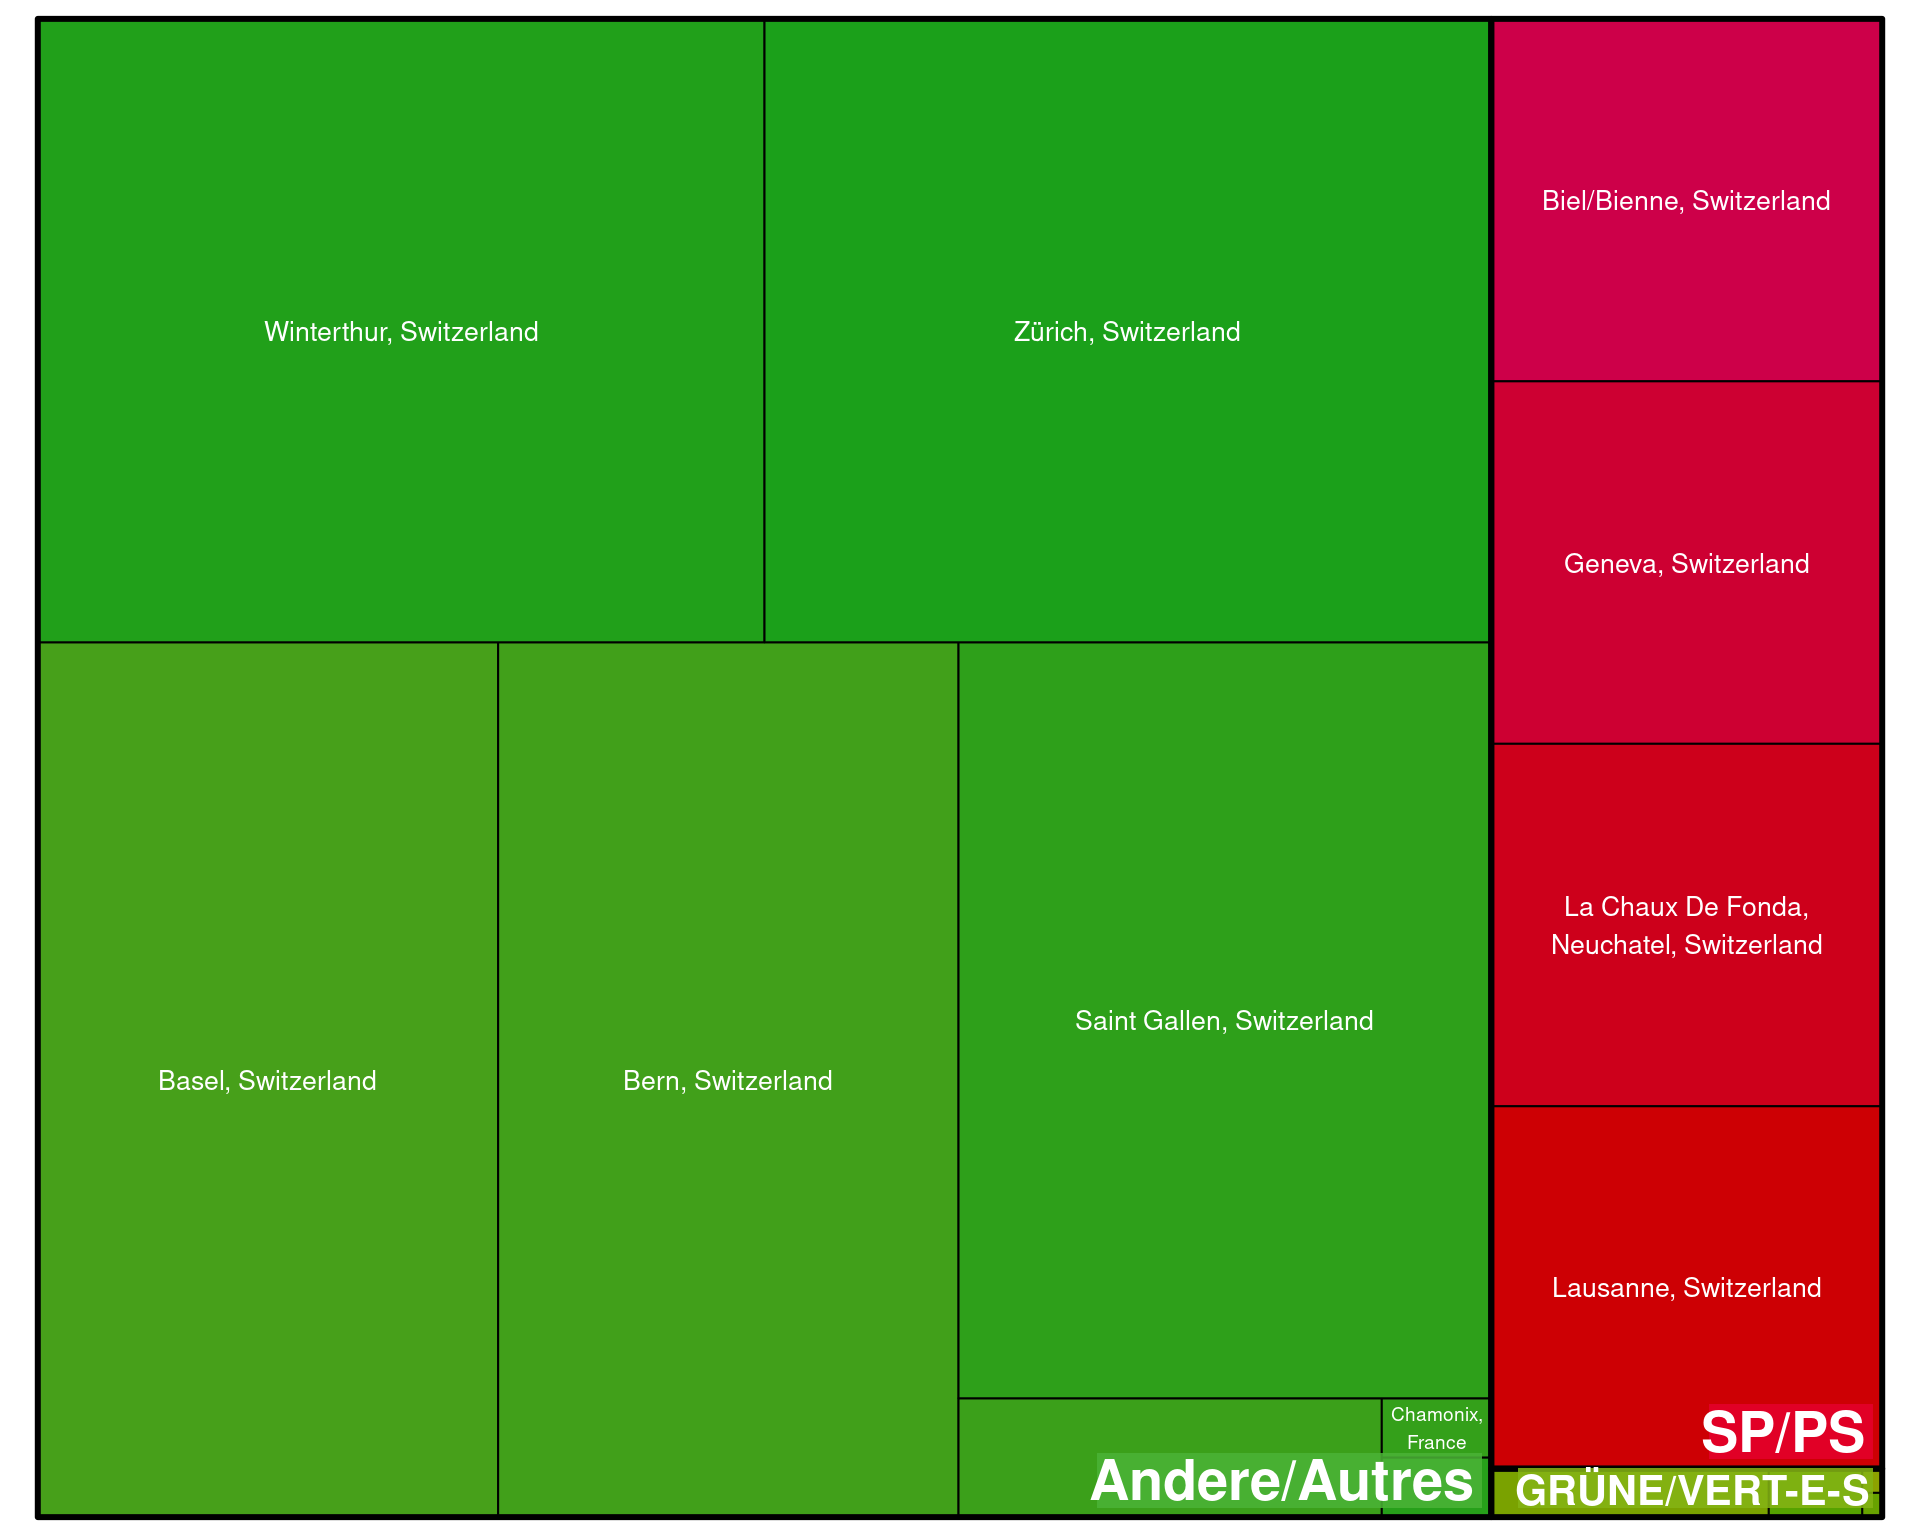 Winterthur, Switzerland
Zürich, Switzerland
Biel/Bienne, Switzerland
Geneva, Switzerland
La Chaux De Fonda,
Neuchatel, Switzerland
Basel, Switzerland
Bern, Switzerland
Saint Gallen, Switzerland
Lausanne, Switzerland
Chamonix,
France
Andere/Autres
SP/PS
GRÜNE/VERT-E-S